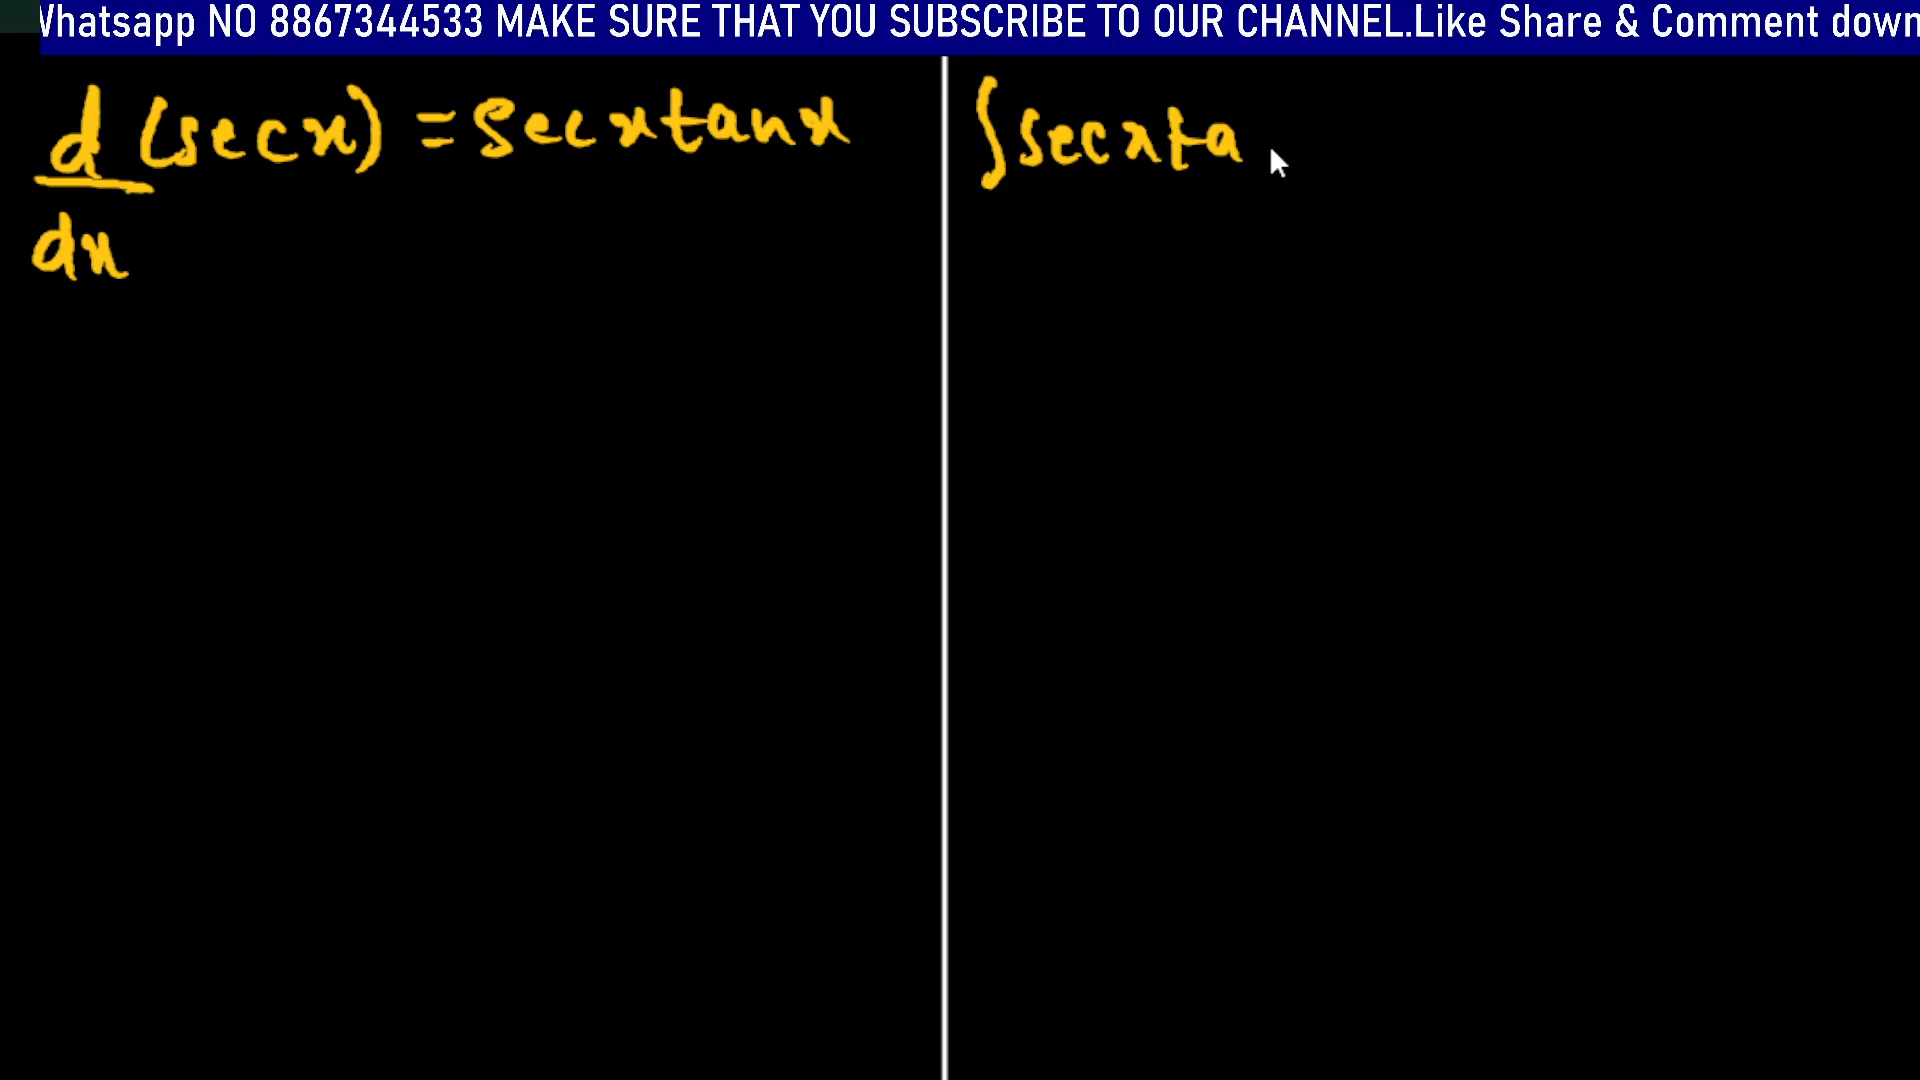 Whatsapp NO 8867344533 MAKE SURE THAT YOU SUBSCRIBE TO OUR CHANNEL.Like Share & Comment down
d/dx (secx) = secxtanx
∫secxta